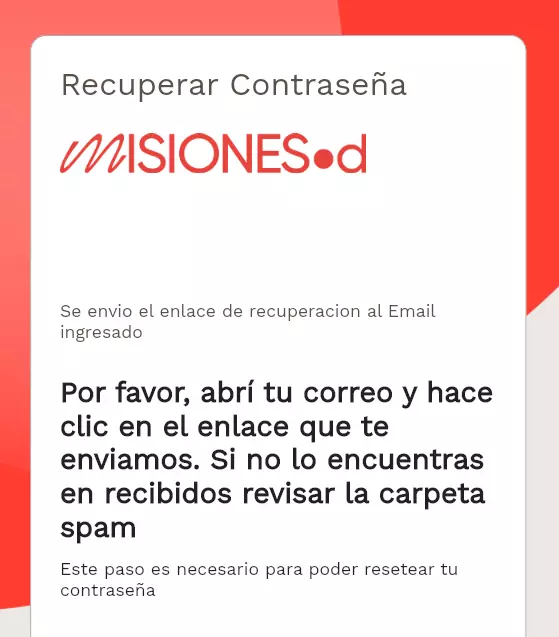 Recuperar Contraseña
MISIONES.d
Se envio el enlace de recuperacion al Email
ingresado
Por favor, abrí tu correo y hace
clic en el enlace que te
enviamos. Si no lo encuentras
en recibidos revisar la carpeta
spam
Este paso es necesario para poder resetear tu
contraseña